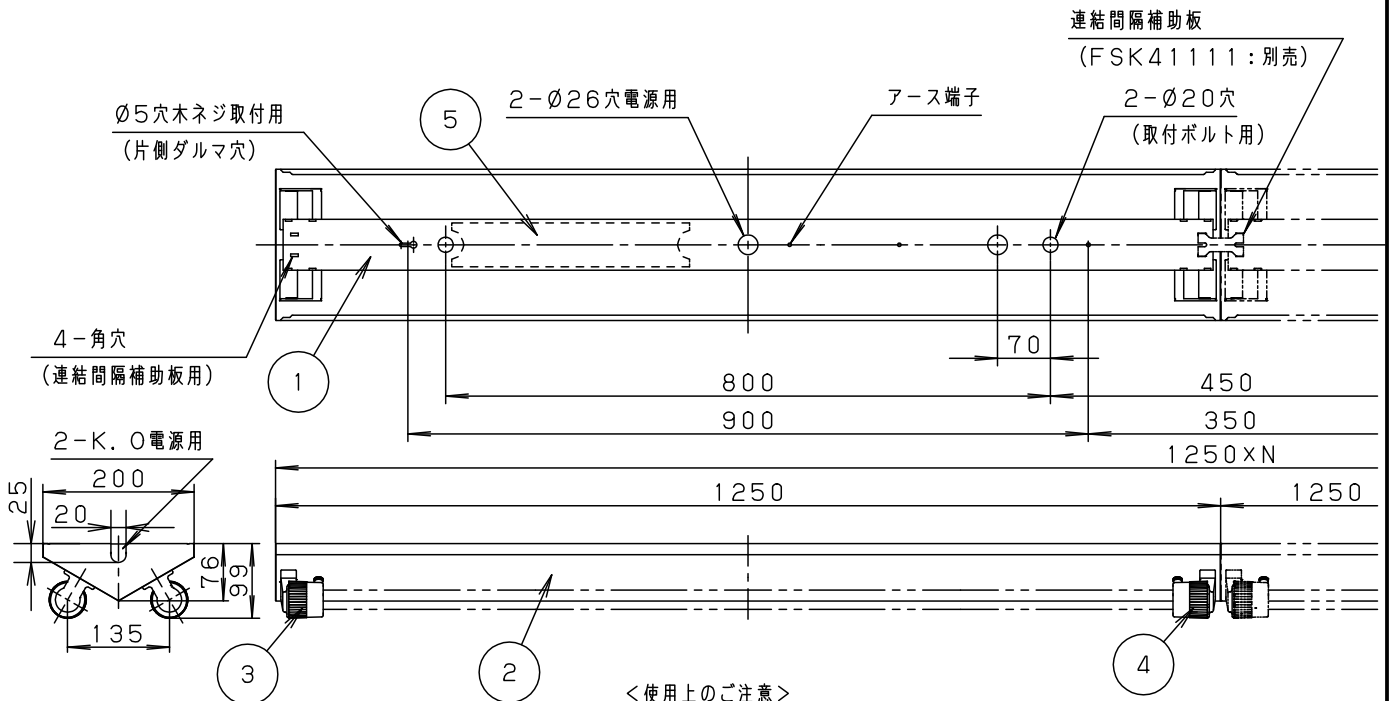 連結間隔補助板
(FSK41111:別売)
Ø5穴木ネジ取付用
(片側ダルマ穴)
5
2-Ø26穴電源用
アース端子
2-Ø20穴
(取付ボルト用)
4-角穴
(連結間隔補助板用)
1
70
800
450
900
350
2-K.O電源用
1250×N
200
25
20
1250
1250
76
99
135
3
2
4
<使用上のご注意>